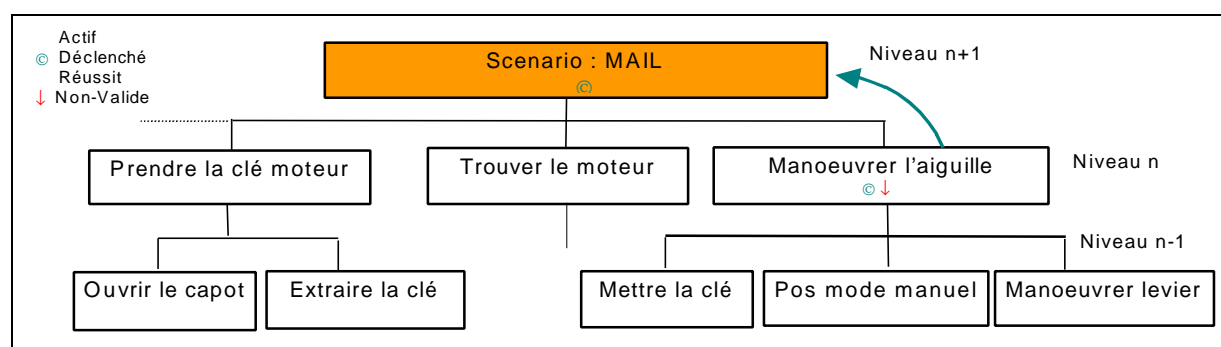 Actif
© Déclenché
Réussit
↓ Non-Valide
Scenario : MAIL
©
Niveau n+1
Prendre la clé moteur
Trouver le moteur
Manoeuvrer l'aiguille
© ↓
Niveau n
Niveau n-1
Ouvrir le capot
Extraire la clé
Mettre la clé
Pos mode manuel
Manoeuvrer levier